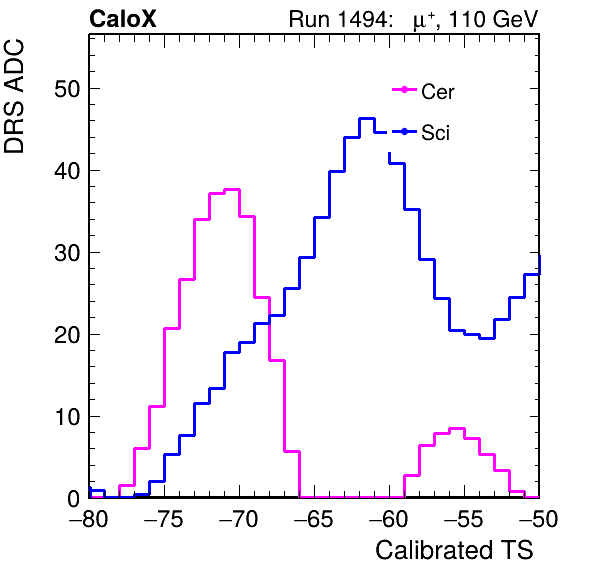 CaloX Run 1494: μ⁺, 110 GeV
DRS ADC
Cer
Sci
50
40
30
20
10
0
−80 −75 −70 −65 −60 −55 −50
Calibrated TS